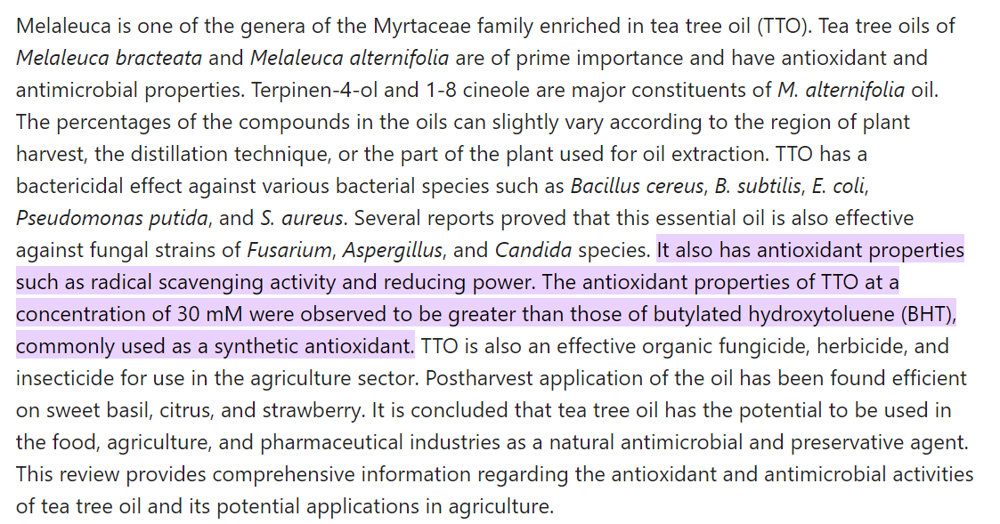 Melaleuca is one of the genera of the Myrtaceae family enriched in tea tree oil (TTO). Tea tree oils of
Melaleuca bracteata and Melaleuca alternifolia are of prime importance and have antioxidant and
antimicrobial properties. Terpinen-4-ol and 1-8 cineole are major constituents of M. alternifolia oil.
The percentages of the compounds in the oils can slightly vary according to the region of plant
harvest, the distillation technique, or the part of the plant used for oil extraction. TTO has a
bactericidal effect against various bacterial species such as Bacillus cereus, B. subtilis, E. coli,
Pseudomonas putida, and S. aureus. Several reports proved that this essential oil is also effective
against fungal strains of Fusarium, Aspergillus, and Candida species. It also has antioxidant properties
such as radical scavenging activity and reducing power. The antioxidant properties of TTO at a
concentration of 30 mM were observed to be greater than those of butylated hydroxytoluene (BHT),
commonly used as a synthetic antioxidant. TTO is also an effective organic fungicide, herbicide, and
insecticide for use in the agriculture sector. Postharvest application of the oil has been found efficient
on sweet basil, citrus, and strawberry. It is concluded that tea tree oil has the potential to be used in
the food, agriculture, and pharmaceutical industries as a natural antimicrobial and preservative agent.
This review provides comprehensive information regarding the antioxidant and antimicrobial activities
of tea tree oil and its potential applications in agriculture.